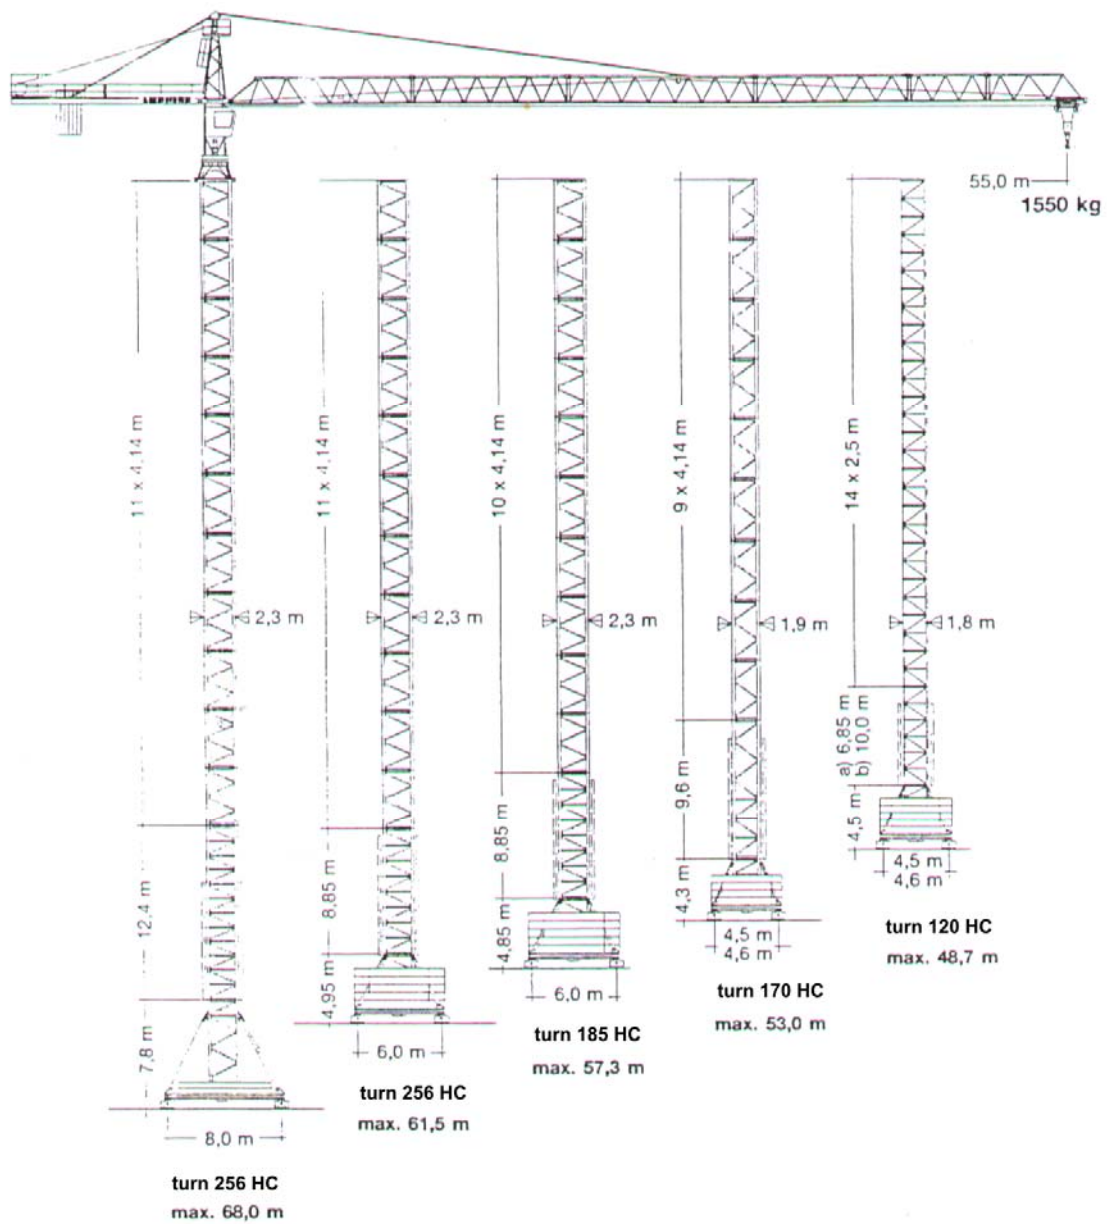 LIEBHERR
55,0 m
1550 kg
11 x 4,14 m
12,4 m
7,8 m
2,3 m
8,0 m
turn 256 HC
max. 68,0 m
11 x 4,14 m
8,85 m
4,95 m
2,3 m
6,0 m
turn 256 HC
max. 61,5 m
10 x 4,14 m
8,85 m
4,85 m
2,3 m
6,0 m
turn 185 HC
max. 57,3 m
9 x 4,14 m
9,6 m
4,3 m
1,9 m
4,5 m
4,6 m
turn 170 HC
max. 53,0 m
14 x 2,5 m
a) 6,85 m
b) 10,0 m
4,5 m
1,8 m
4,5 m
4,6 m
turn 120 HC
max. 48,7 m